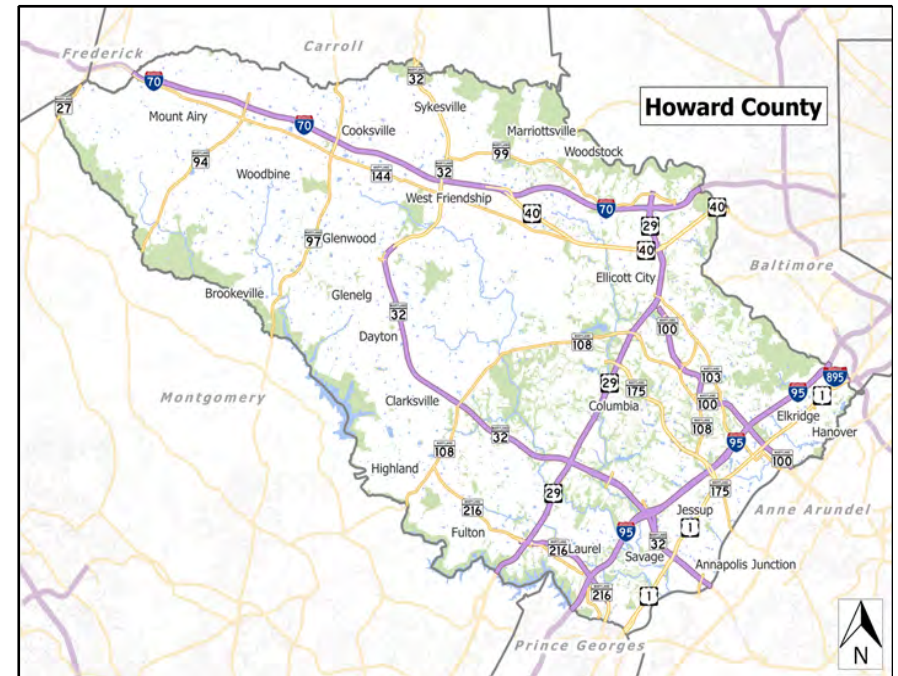 Frederick
Carroll
32
70
27
Sykesville
Howard County
Mount Airy
70
Cooksville
Marriottsville
99
Woodstock
94
144
32
Woodbine
West Friendship
70
40
40
29
97
Glenwood
40
Ellicott City
Baltimore
Brookeville
Glenelg
32
Dayton
100
108
895
103
29
175
95
1
Montgomery
Clarksville
Columbia
100
Elkridge
108
Hanover
32
95
108
100
Highland
29
175
216
Jessup
Anne Arundel
Fulton
95
1
216
Laurel
32
Savage
Annapolis Junction
216
1
Prince Georges
N